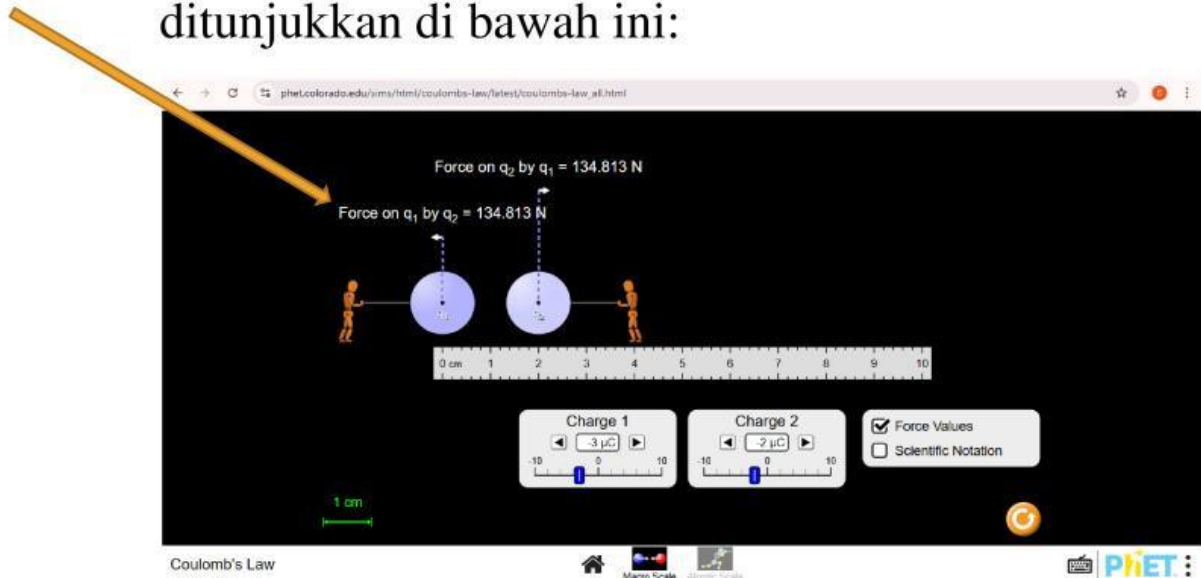 ditunjukkan di bawah ini:
phet.colorado.edu/sims/html/coulombs-law/latest/coulombs-law_all.html
Force on q₂ by q₁ = 134.813 N
Force on q₁ by q₂ = 134.813 N
0 cm 1 2 3 4 5 6 7 8 9 10
Charge 1
-3 μC
-10 0 10
Charge 2
-2 μC
-10 0 10
Force Values
Scientific Notation
1 cm
Coulomb's Law
Macro Scale
Atomic Scale
PhET